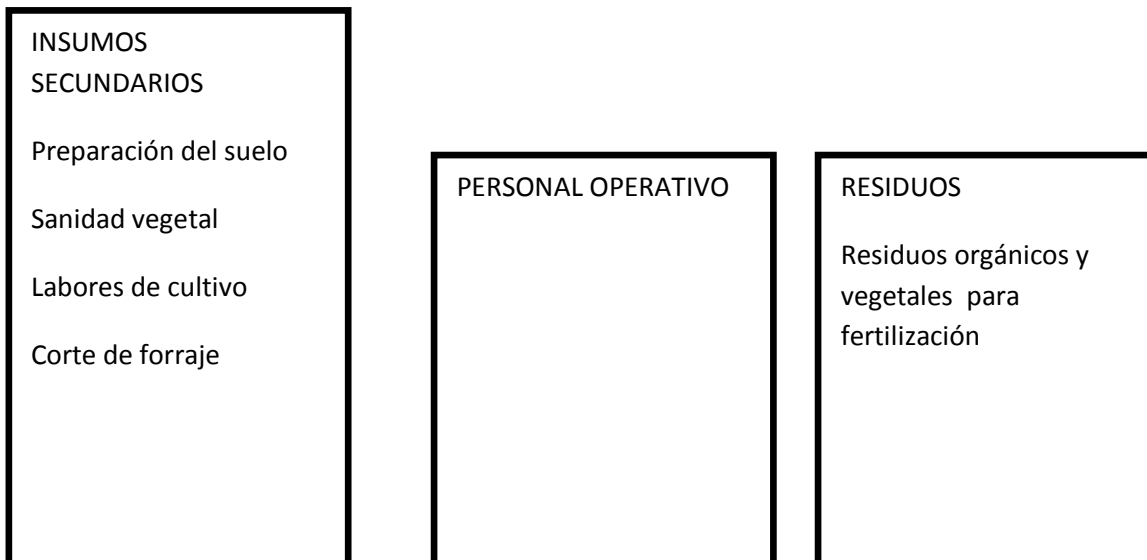 INSUMOS
SECUNDARIOS
Preparación del suelo
Sanidad vegetal
Labores de cultivo
Corte de forraje
PERSONAL OPERATIVO
RESIDUOS
Residuos orgánicos y
vegetales  para
fertilización